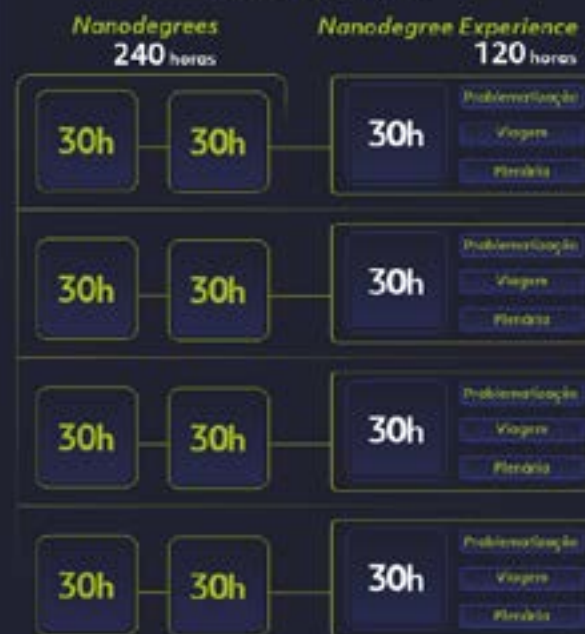 Nanodegrees
240 horas
Nanodegree Experience
120 horas
30h
30h
30h
Problematização
Viagem
Plenária
30h
30h
30h
Problematização
Viagem
Plenária
30h
30h
30h
Problematização
Viagem
Plenária
30h
30h
30h
Problematização
Viagem
Plenária